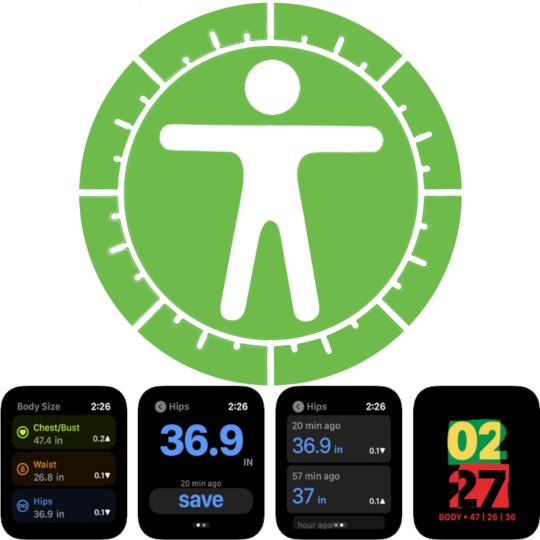 Body Size 2:26
Chest/Bust
47.4 in 0.2▲
Waist
26.8 in 0.1▼
Hips
36.9 in 0.1▼
Hips 2:26
36.9
IN
20 min ago
save
Hips 2:26
20 min ago
36.9 in 0.1▼
57 min ago
37 in 0.1▲
hour ago
02
27
BODY • 47 | 26 | 36